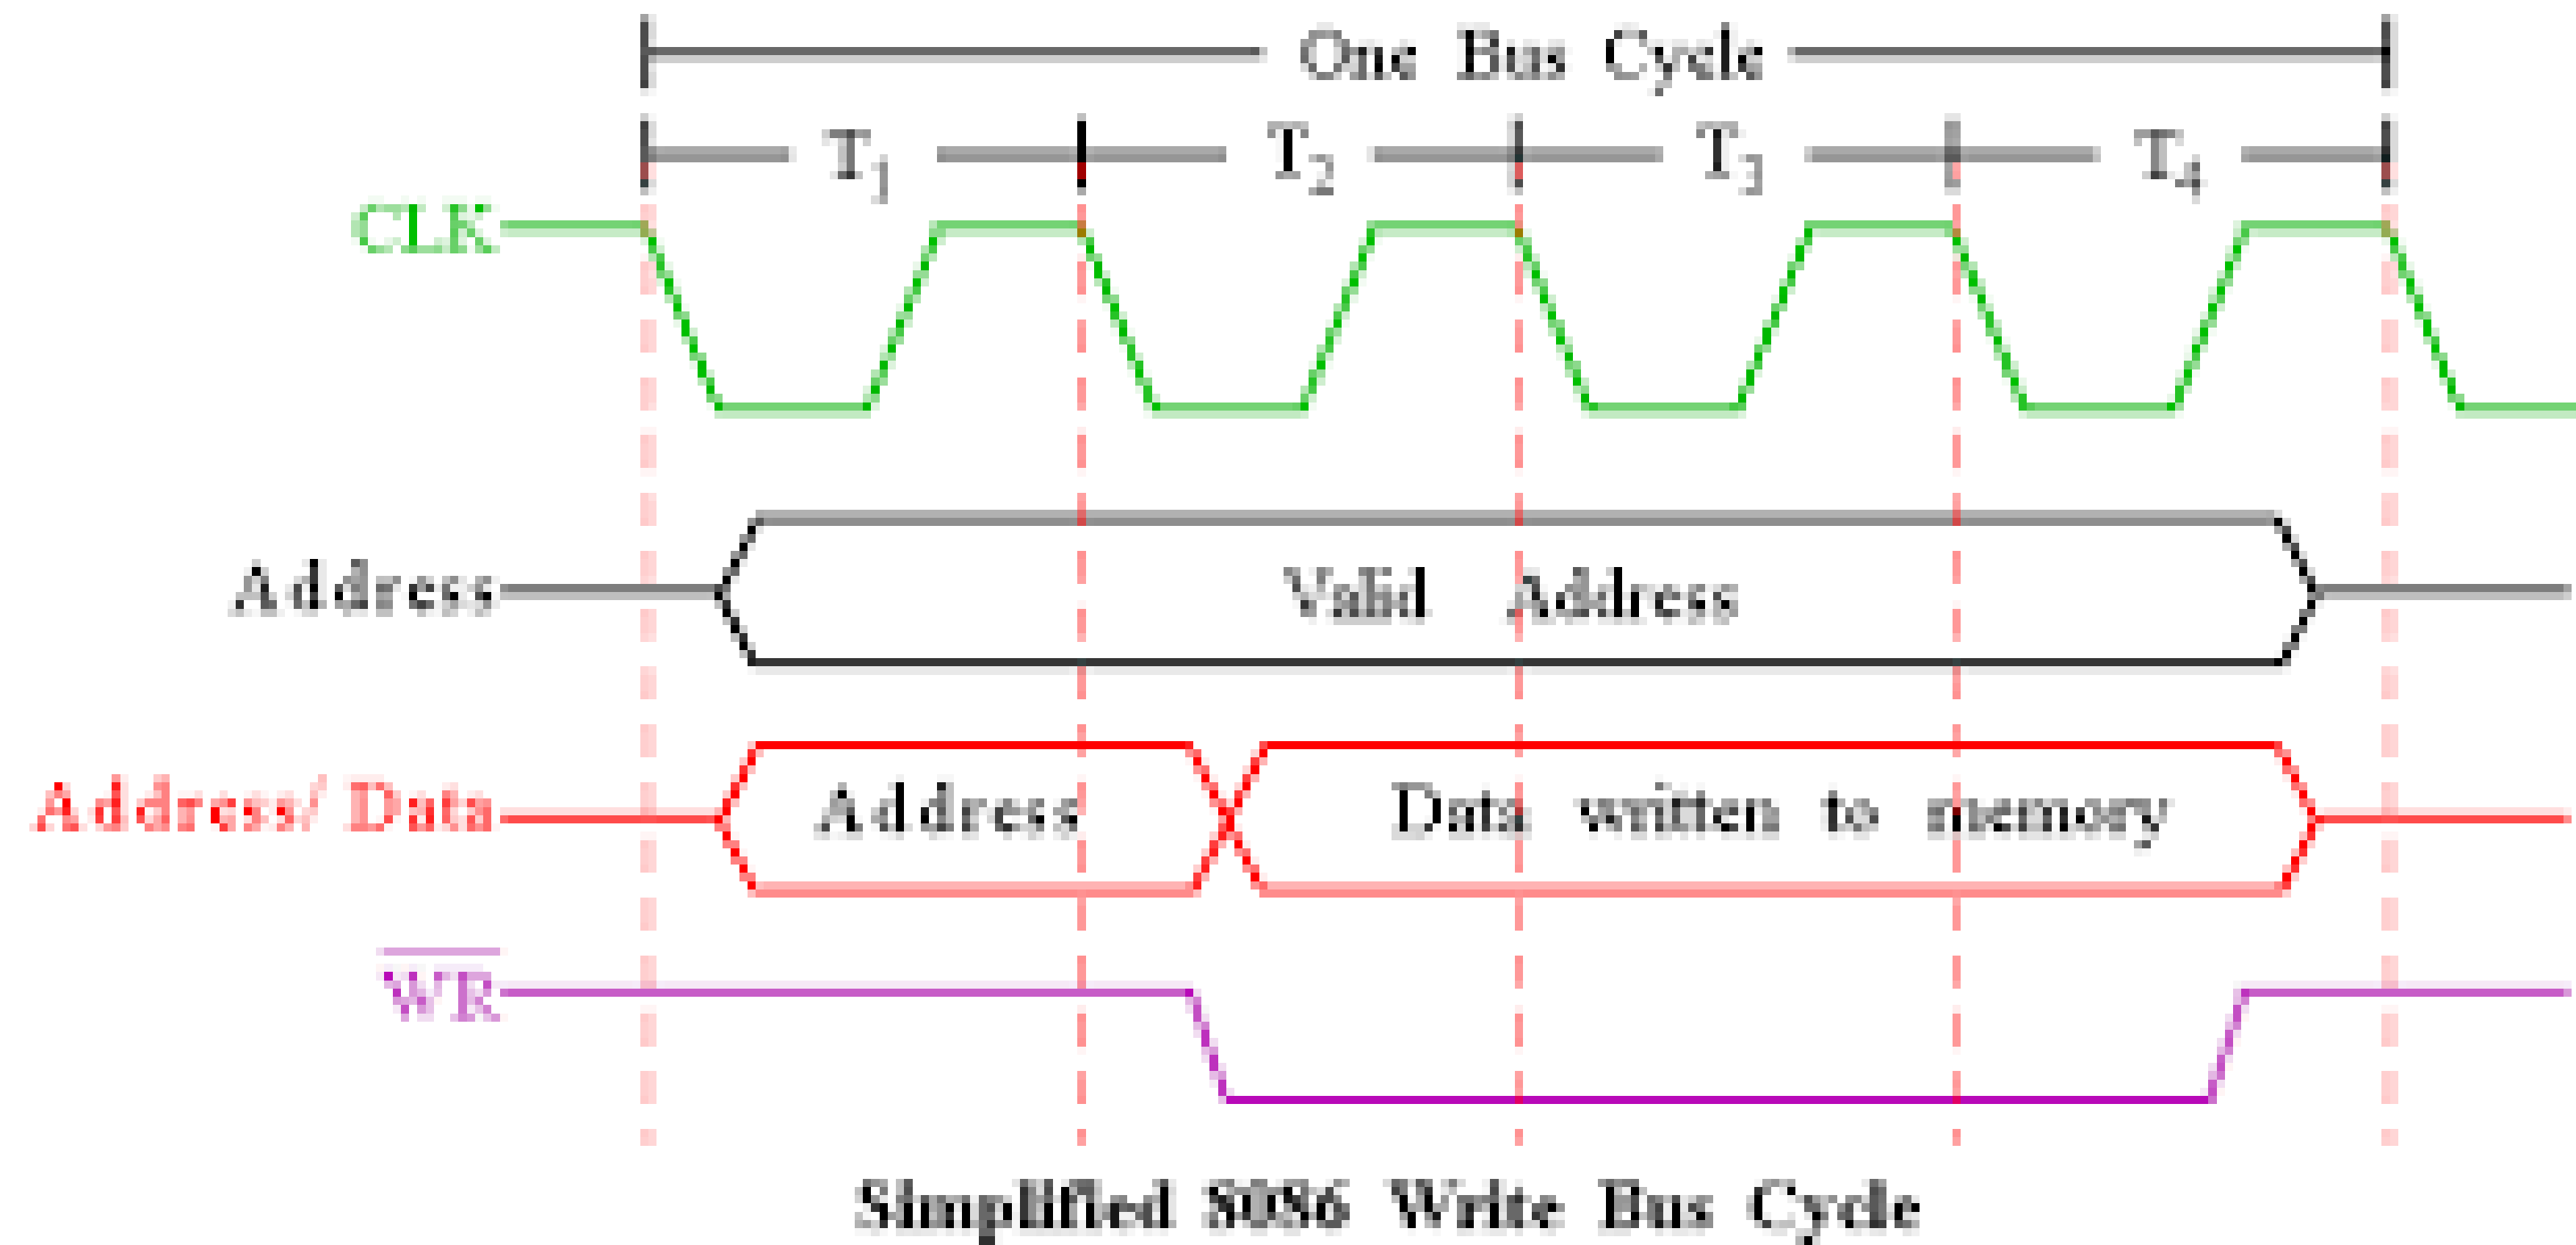 One Bus Cycle
T1 T2 T3 T4
CLK
Address Valid Address
Address/ Data Address Data written to memory
WR
Simplified 8086 Write Bus Cycle